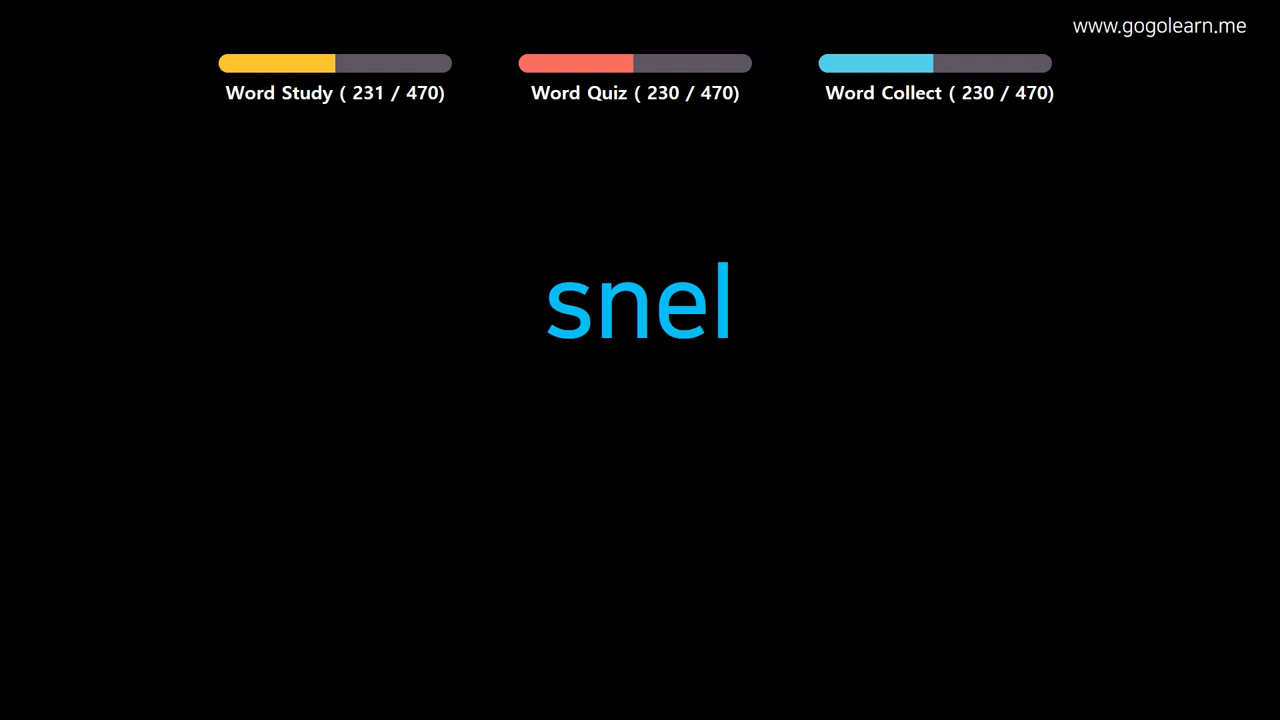 www.gogolearn.me
Word Study ( 231 / 470)
Word Quiz ( 230 / 470)
Word Collect ( 230 / 470)
snel